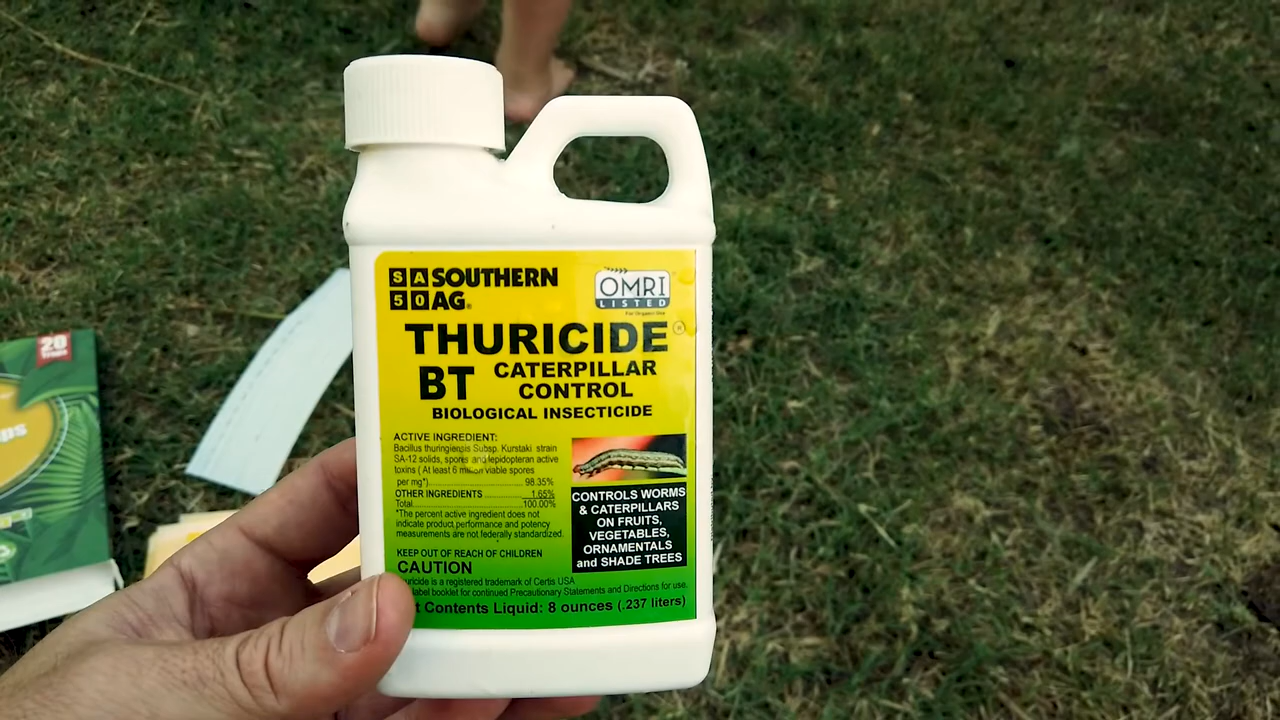 SA SOUTHERN
50 AG®
OMRI
LISTED
For Organic Use
THURICIDE®
BT CATERPILLAR
CONTROL
BIOLOGICAL INSECTICIDE
ACTIVE INGREDIENT:
Bacillus thuringiensis Subsp. Kurstaki strain
SA-12 solids, spores and lepidopteran active
toxins ( At least 6 million viable spores
per mg*) 98.35%
OTHER INGREDIENTS 1.65%
Total 100.00%
*The percent active ingredient does not
indicate product performance and potency
measurements are not federally standardized.
KEEP OUT OF REACH OF CHILDREN
CAUTION
CONTROLS WORMS
& CATERPILLARS
ON FRUITS,
VEGETABLES,
ORNAMENTALS
and SHADE TREES
is a registered trademark of Certis USA
label booklet for continued Precautionary Statements and Directions for use.
Contents Liquid: 8 ounces (.237 liters)
20
Traps